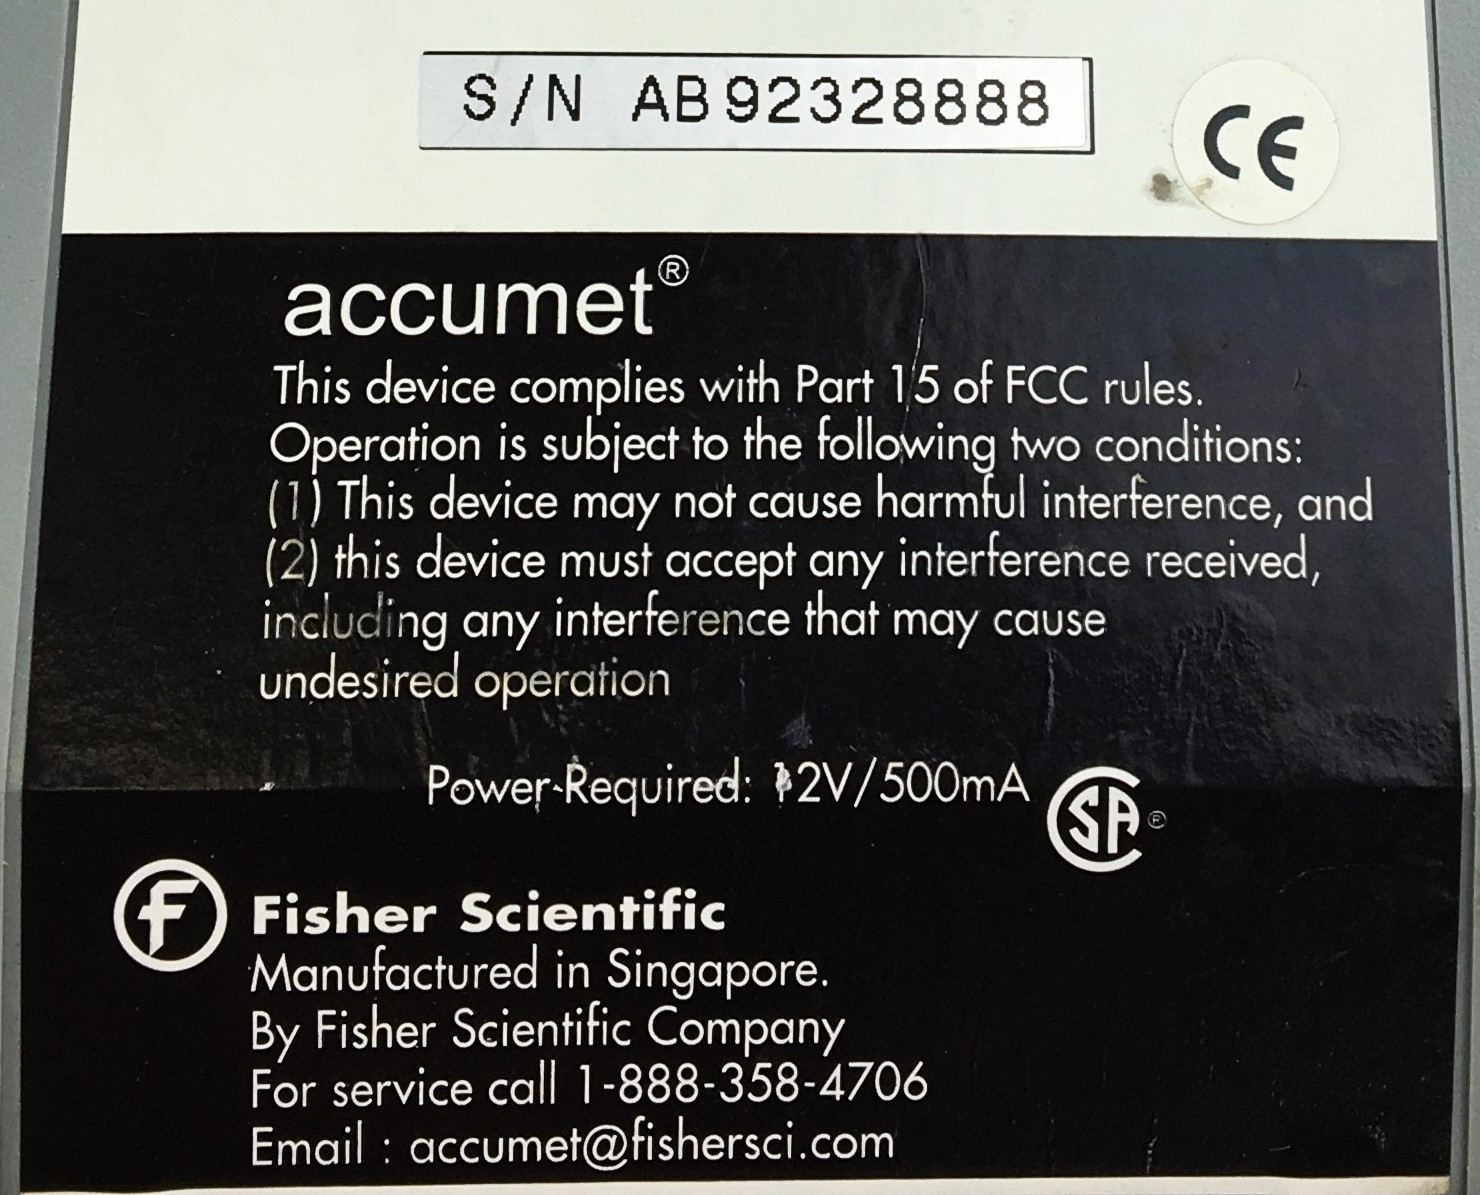 S/N AB92328888
CE
accumet®
This device complies with Part 15 of FCC rules.
Operation is subject to the following two conditions:
(1) This device may not cause harmful interference, and
(2) this device must accept any interference received,
including any interference that may cause
undesired operation
Power Required: 12V/500mA
SA®
F Fisher Scientific
Manufactured in Singapore.
By Fisher Scientific Company
For service call 1-888-358-4706
Email : accumet@fishersci.com